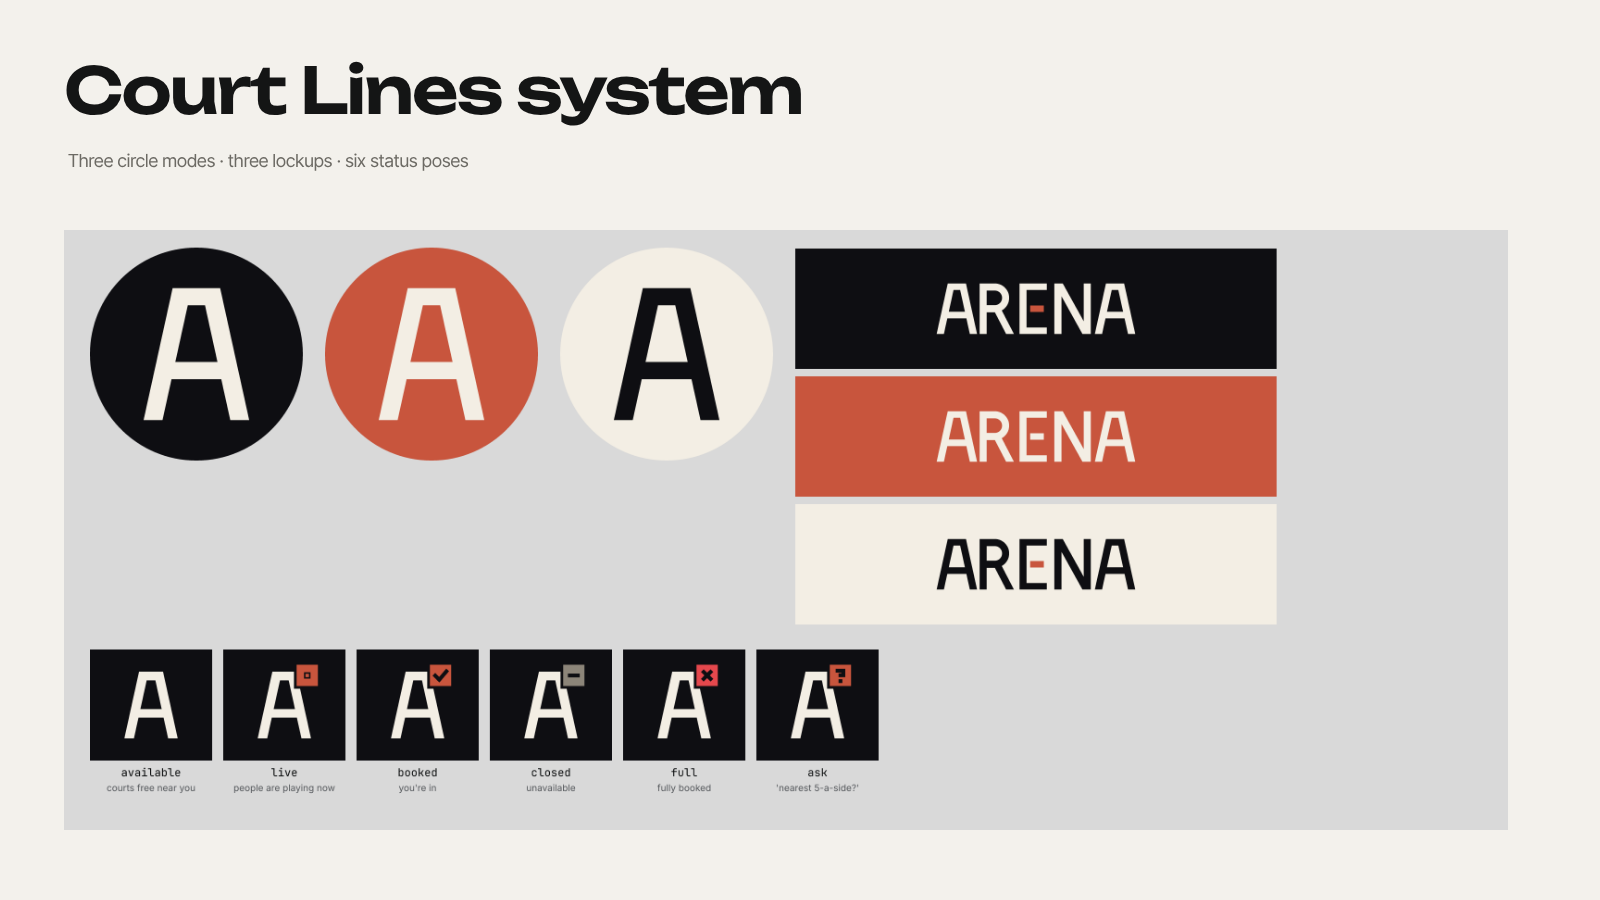 Court Lines system
Three circle modes · three lockups · six status poses
A
A
A
ARENA
ARENA
ARENA
A
A
A
A
A
A
available
live
booked
closed
full
ask
courts free near you
people are playing now
you're in
unavailable
fully booked
'nearest 5-a-side?'